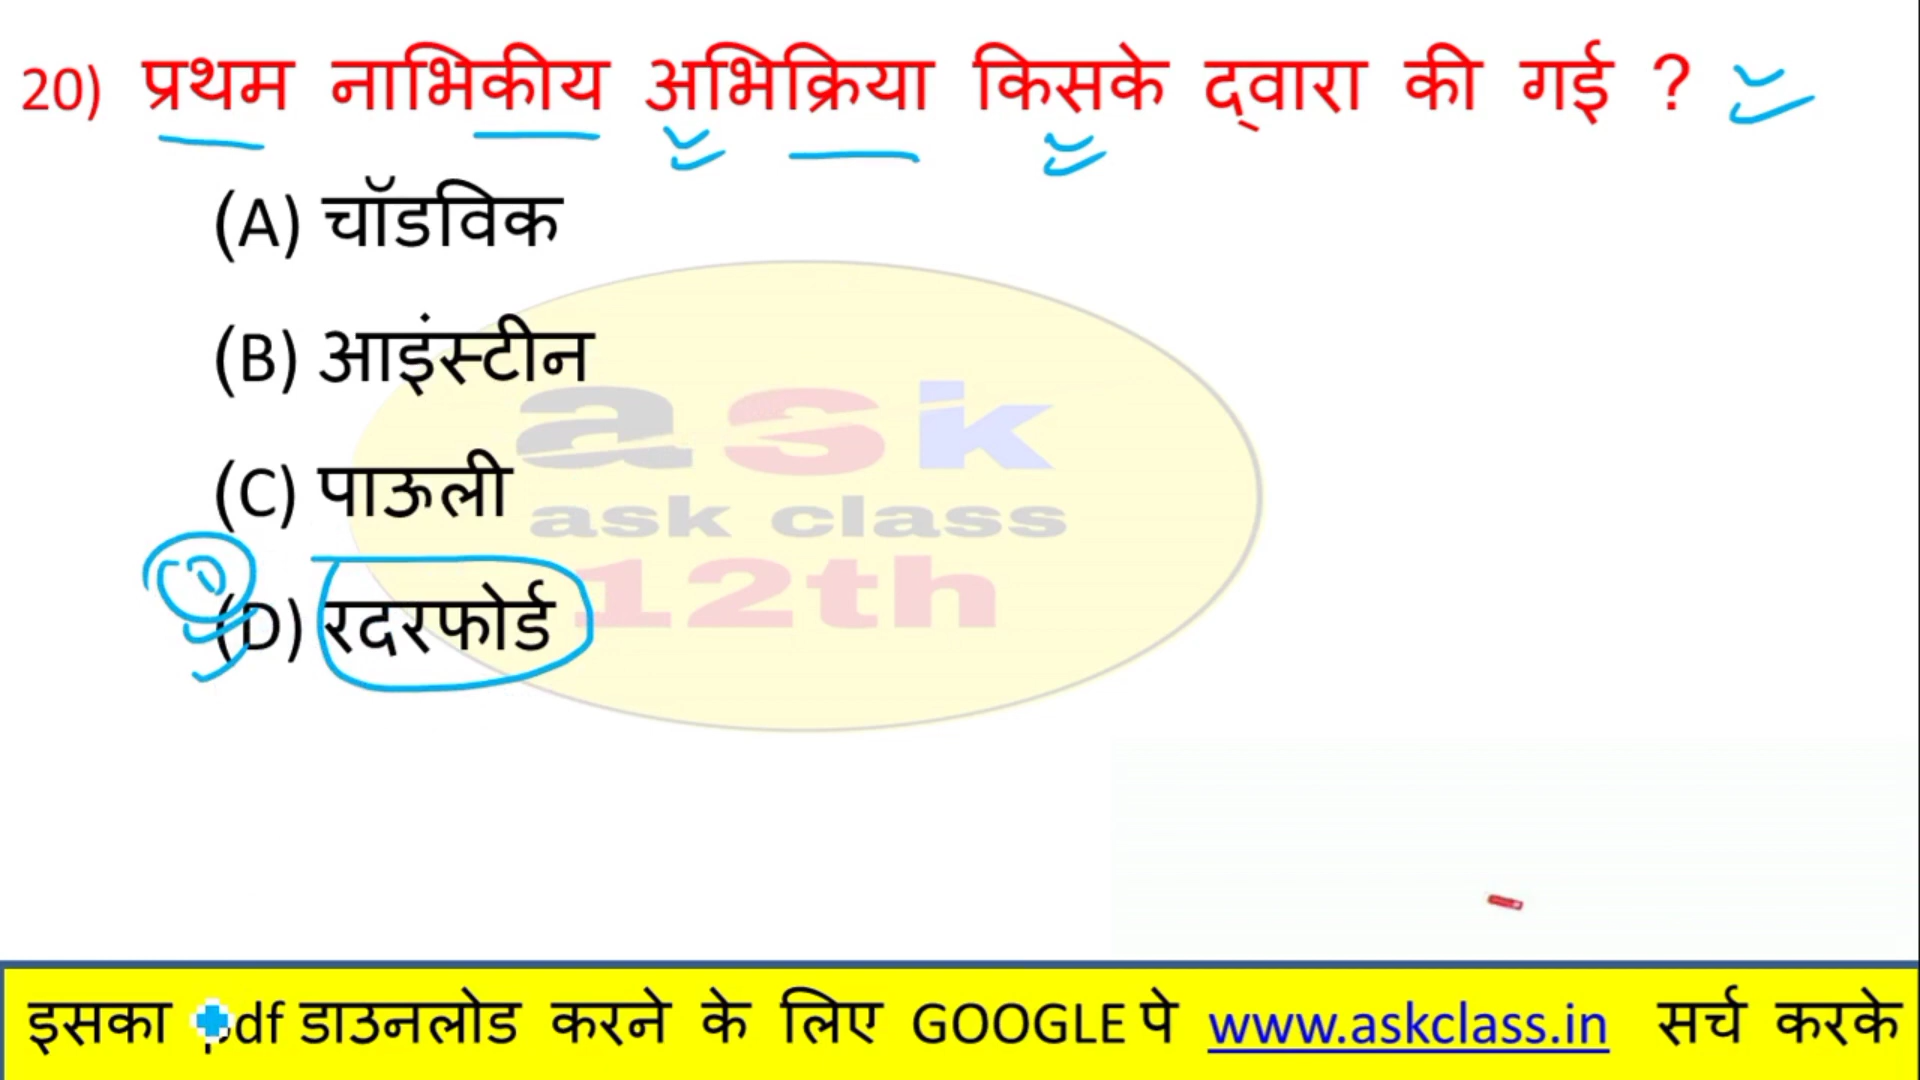 20) प्रथम नाभिकीय अभिक्रिया किसके द्वारा की गई ?
(A) चॉडविक
(B) आइंस्टीन
(C) पाऊली
(D) रदरफोर्ड
ask
ask class
12th
इसका pdf डाउनलोड करने के लिए GOOGLE पे www.askclass.in सर्च करके